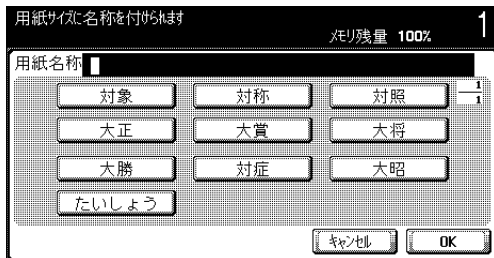 用紙サイズに名称を付けられます 1
メモリ残量 100%
用紙名称
対象 対称 対照 1/1
大正 大賞 大将
大勝 対症 大昭
たいしょう
キャンセル OK